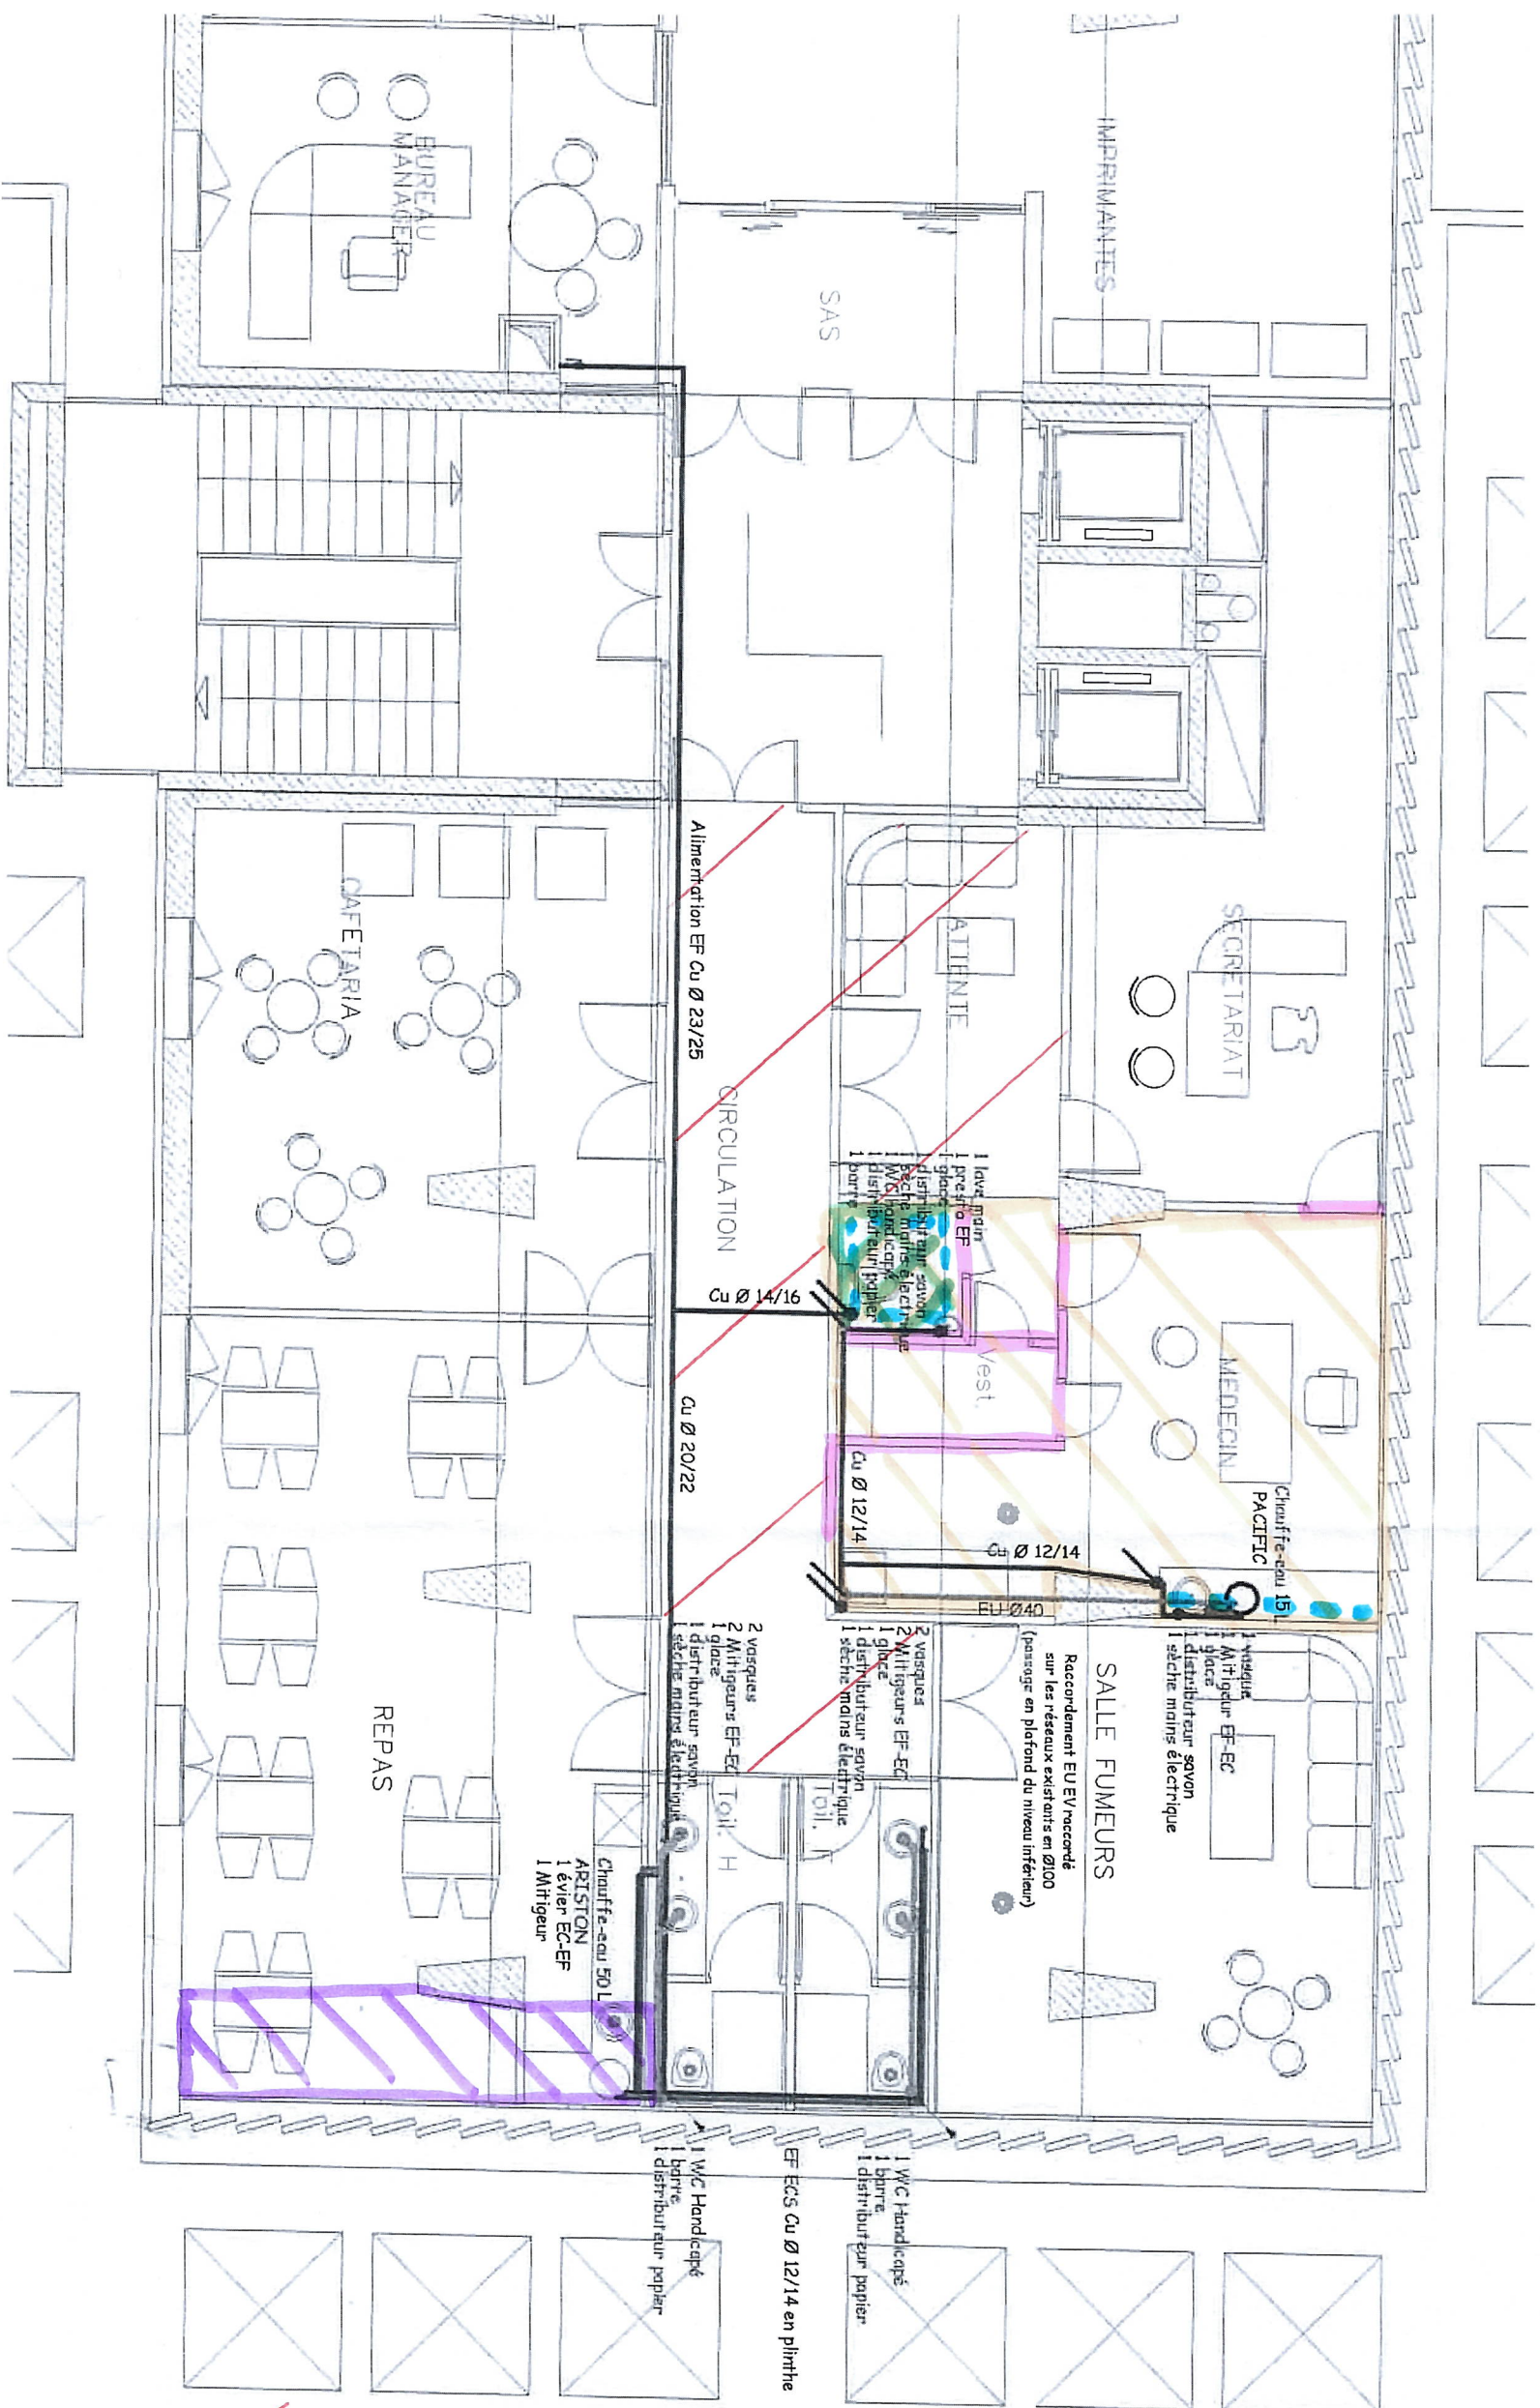 IMPRIMANTES
BUREAU
MANAGER
SAS
SECRETARIAT
ATTENTE
Alimentation EF Cu Ø 23/25
CAFETARIA
CIRCULATION
1 lave main
1 presto EF
1 glace
1 distributeur savon
1 sèche mains électrique
1 WC handicapé
1 distributeur papier
1 barre
Cu Ø 14/16
Vest.
MEDECIN
Cu Ø 20/22
Cu Ø 12/14
Chauffe-eau 15 L
PACIFIC
Cu Ø 12/14
EU Ø40
1 vasque
1 Mitigeur EF-EC
1 glace
1 distributeur savon
1 sèche mains électrique
SALLE FUMEURS
Raccordement EU EV raccordé
sur les réseaux existants en Ø100
(passage en plafond du niveau inférieur)
2 vasques
2 Mitigeurs EF-EC
1 glace
1 distributeur savon
1 sèche mains électrique
2 vasques
2 Mitigeurs EF-EC
1 glace
1 distributeur savon
1 sèche mains électrique
Toil.
Toil. H
REPAS
Chauffe-eau 50 L
ARISTON
1 évier EC-EF
1 Mitigeur
1 WC Handicapé
1 barre
1 distributeur papier
EF ECS Cu Ø 12/14 en plinthe
1 WC Handicapé
1 barre
1 distributeur papier